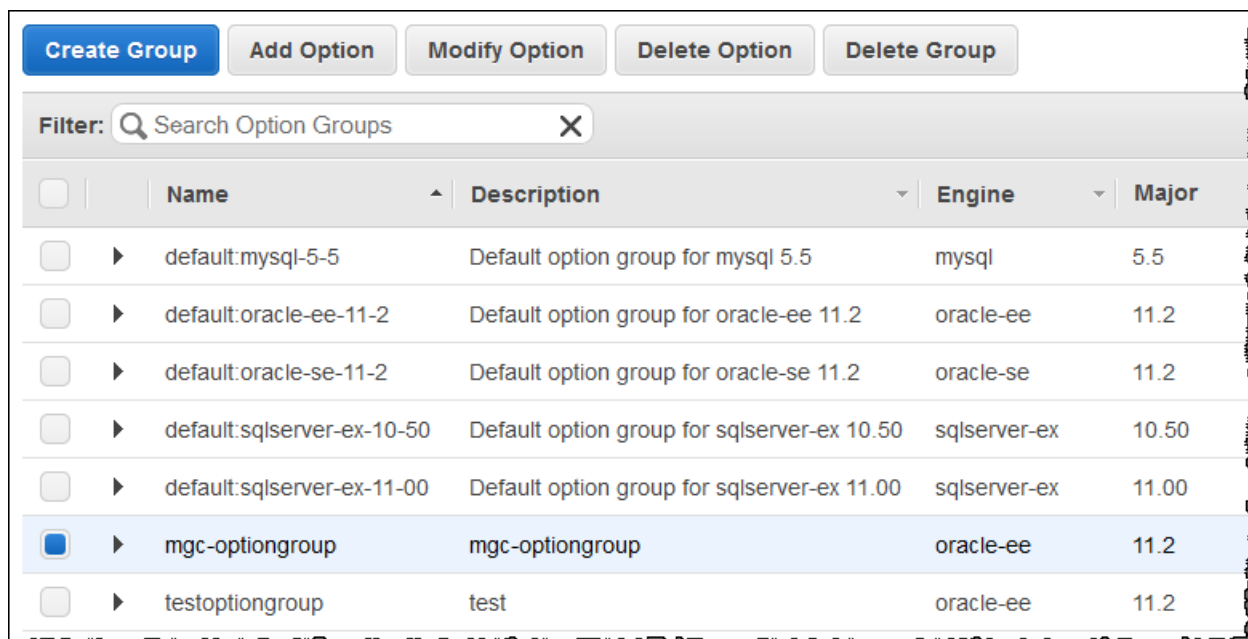 Create Group Add Option Modify Option Delete Option Delete Group
Filter: Search Option Groups
Name Description Engine Major
default:mysql-5-5 Default option group for mysql 5.5 mysql 5.5
default:oracle-ee-11-2 Default option group for oracle-ee 11.2 oracle-ee 11.2
default:oracle-se-11-2 Default option group for oracle-se 11.2 oracle-se 11.2
default:sqlserver-ex-10-50 Default option group for sqlserver-ex 10.50 sqlserver-ex 10.50
default:sqlserver-ex-11-00 Default option group for sqlserver-ex 11.00 sqlserver-ex 11.00
mgc-optiongroup mgc-optiongroup oracle-ee 11.2
testoptiongroup test oracle-ee 11.2